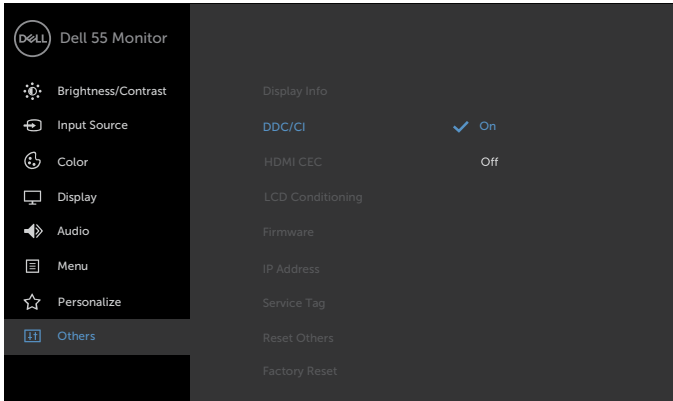 DELL Dell 55 Monitor
Brightness/Contrast Display Info
Input Source DDC/CI On
Color HDMI CEC Off
Display LCD Conditioning
Audio Firmware
Menu IP Address
Personalize Service Tag
Others Reset Others
Factory Reset